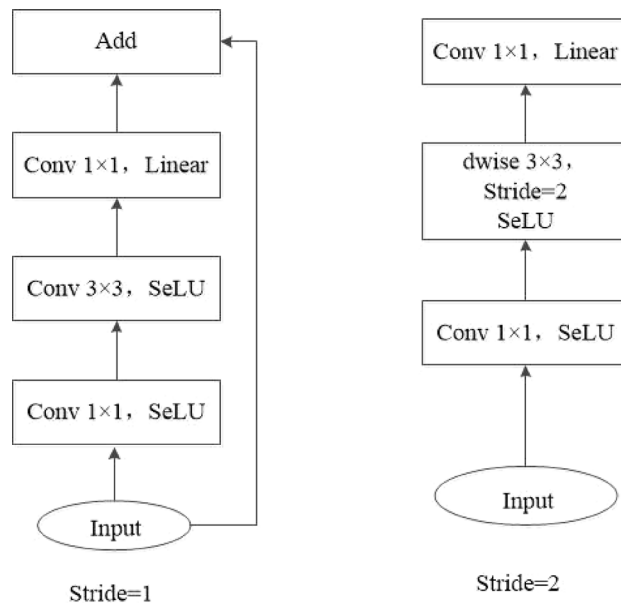 Add
Conv 1×1，Linear
Conv 3×3，SeLU
Conv 1×1，SeLU
Input
Stride=1
Conv 1×1，Linear
dwise 3×3，
Stride=2
SeLU
Conv 1×1，SeLU
Input
Stride=2